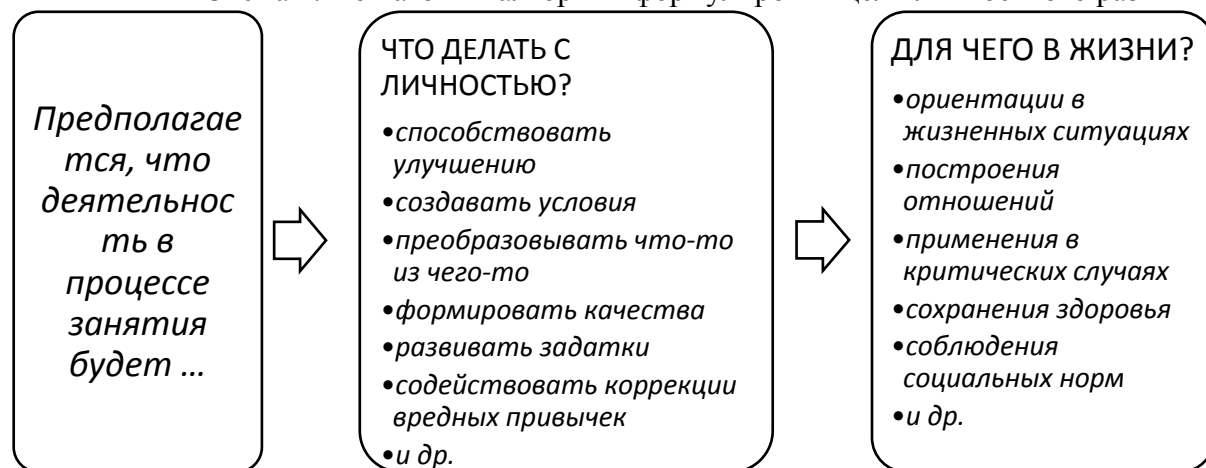 Предполагае
тся, что
деятельнос
ть в
процессе
занятия
будет ...
ЧТО ДЕЛАТЬ С
ЛИЧНОСТЬЮ?
•способствовать
улучшению
•создавать условия
•преобразовывать что-то
из чего-то
•формировать качества
•развивать задатки
•содействовать коррекции
вредных привычек
•и др.
ДЛЯ ЧЕГО В ЖИЗНИ?
•ориентации в
жизненных ситуациях
•построения
отношений
•применения в
критических случаях
•сохранения здоровья
•соблюдения
социальных норм
•и др.